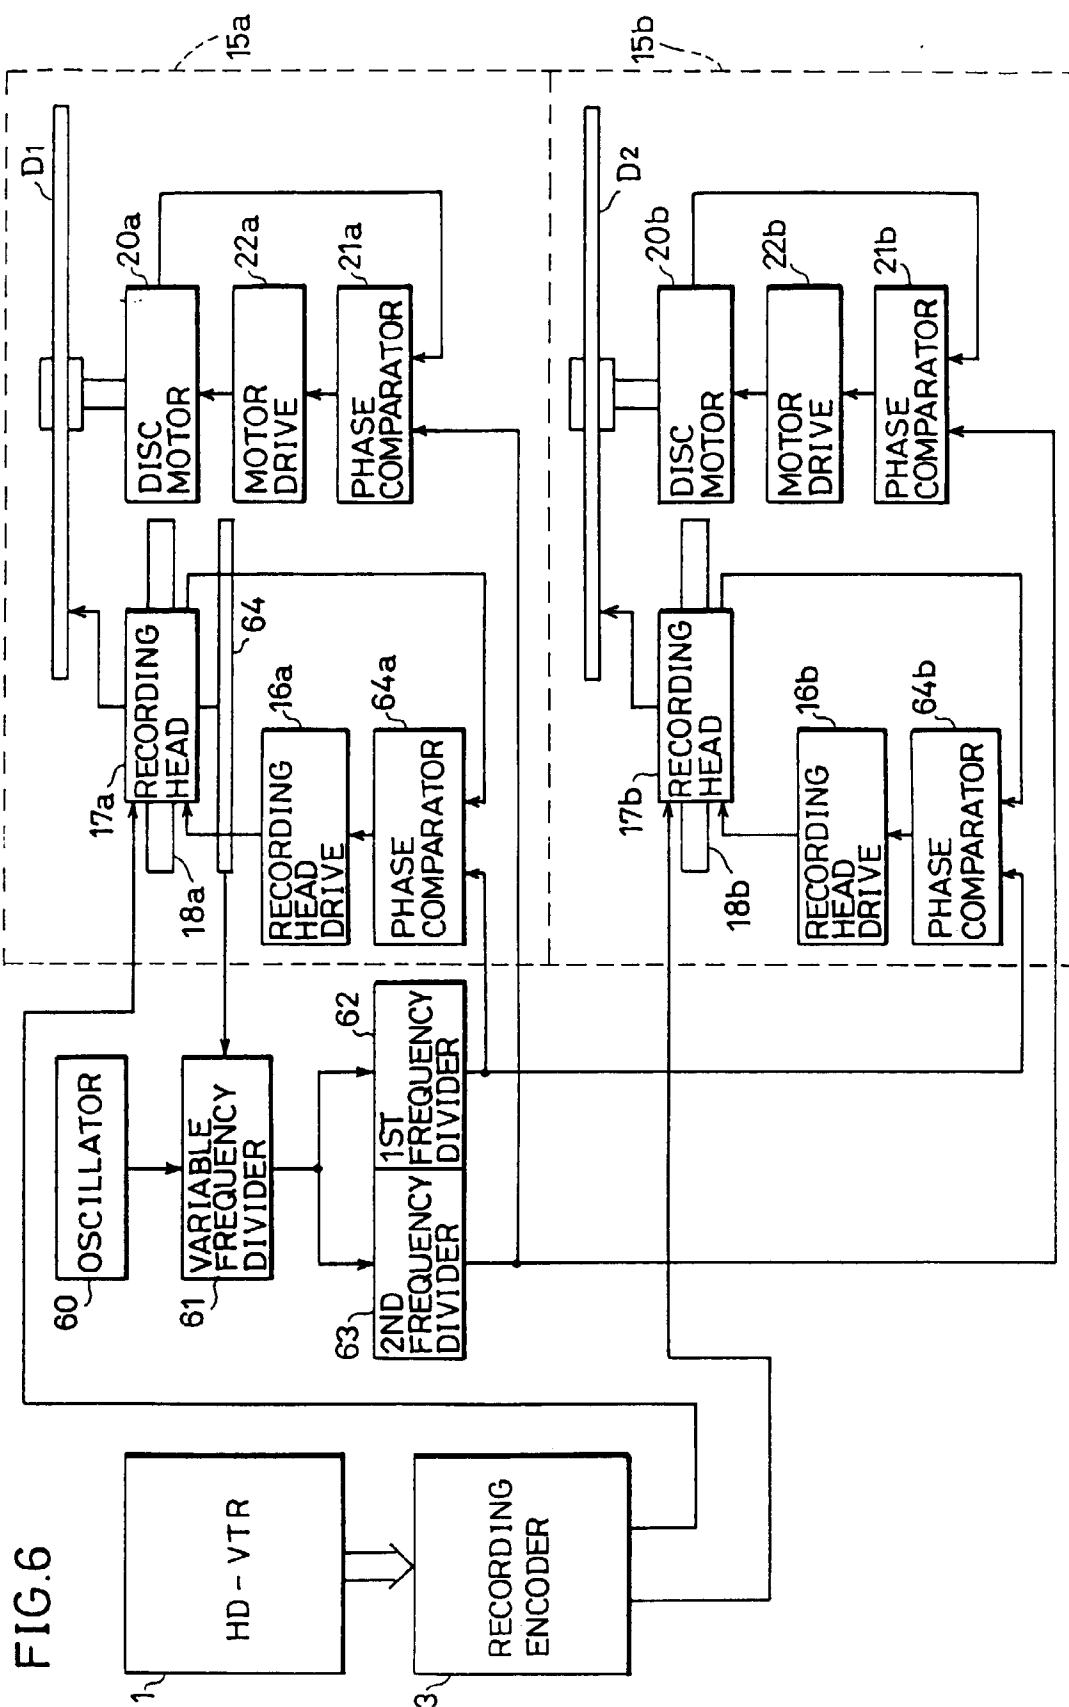 FIG.6
1
HD-VTR
3
RECORDING
ENCODER
60
OSCILLATOR
61
VARIABLE
FREQUENCY
DIVIDER
62
1ST
FREQUENCY
DIVIDER
63
2ND
FREQUENCY
DIVIDER
15a
D1
17a
RECORDING
HEAD
18a
64
16a
RECORDING
HEAD
DRIVE
64a
PHASE
COMPARATOR
20a
DISC
MOTOR
22a
MOTOR
DRIVE
21a
PHASE
COMPARATOR
15b
D2
17b
RECORDING
HEAD
18b
16b
RECORDING
HEAD
DRIVE
64b
PHASE
COMPARATOR
20b
DISC
MOTOR
22b
MOTOR
DRIVE
21b
PHASE
COMPARATOR